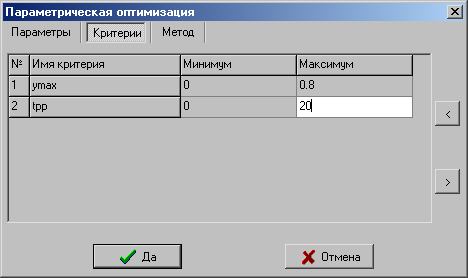 Параметрическая оптимизация
Параметры Критерии Метод
№ Имя критерия Минимум Максимум
1 ymax 0 0.8
2 tpp 0 20
<
>
Да Отмена